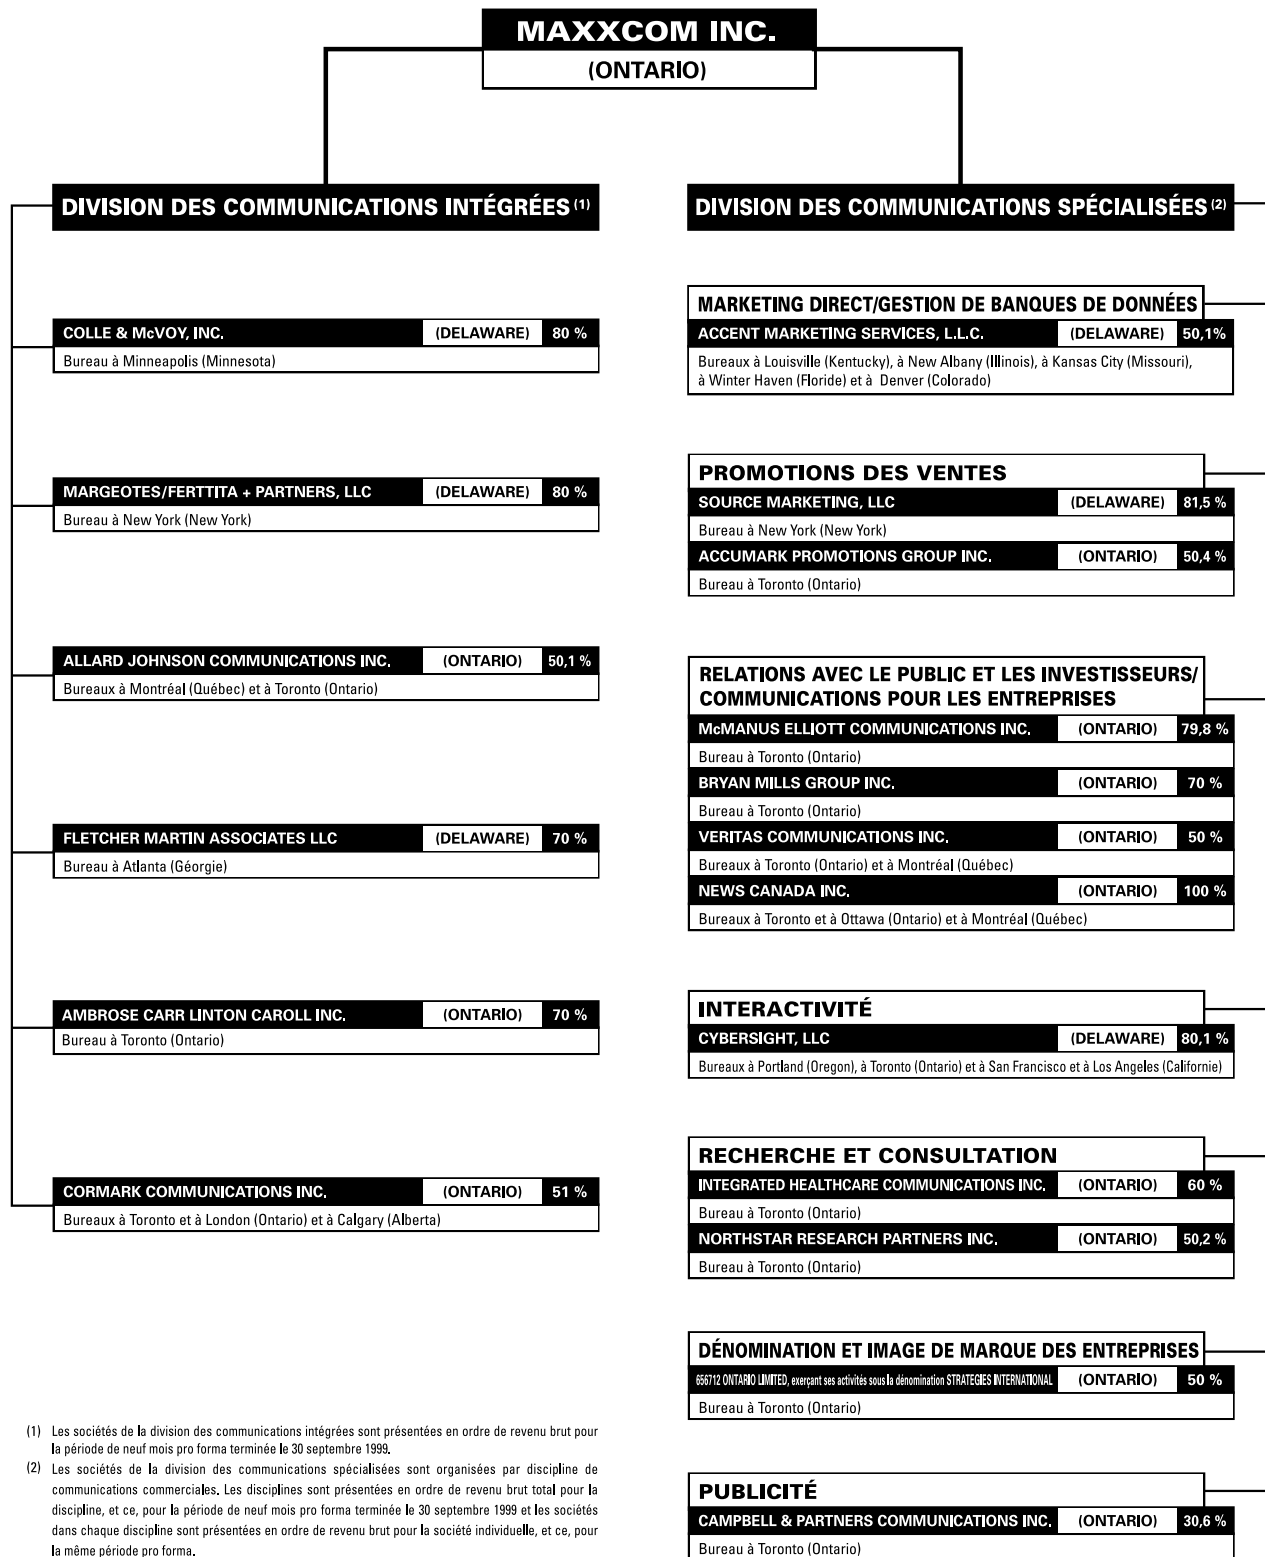 MAXXCOM INC.
(ONTARIO)
DIVISION DES COMMUNICATIONS INTÉGRÉES (1)
COLLE & McVOY, INC. (DELAWARE) 80 %
Bureau à Minneapolis (Minnesota)
MARGEOTES/FERTTITA + PARTNERS, LLC (DELAWARE) 80 %
Bureau à New York (New York)
ALLARD JOHNSON COMMUNICATIONS INC. (ONTARIO) 50,1 %
Bureaux à Montréal (Québec) et à Toronto (Ontario)
FLETCHER MARTIN ASSOCIATES LLC (DELAWARE) 70 %
Bureau à Atlanta (Géorgie)
AMBROSE CARR LINTON CAROLL INC. (ONTARIO) 70 %
Bureau à Toronto (Ontario)
CORMARK COMMUNICATIONS INC. (ONTARIO) 51 %
Bureaux à Toronto et à London (Ontario) et à Calgary (Alberta)
DIVISION DES COMMUNICATIONS SPÉCIALISÉES (2)
MARKETING DIRECT/GESTION DE BANQUES DE DONNÉES
ACCENT MARKETING SERVICES, L.L.C. (DELAWARE) 50,1%
Bureaux à Louisville (Kentucky), à New Albany (Illinois), à Kansas City (Missouri),
à Winter Haven (Floride) et à Denver (Colorado)
PROMOTIONS DES VENTES
SOURCE MARKETING, LLC (DELAWARE) 81,5 %
Bureau à New York (New York)
ACCUMARK PROMOTIONS GROUP INC. (ONTARIO) 50,4 %
Bureau à Toronto (Ontario)
RELATIONS AVEC LE PUBLIC ET LES INVESTISSEURS/
COMMUNICATIONS POUR LES ENTREPRISES
McMANUS ELLIOTT COMMUNICATIONS INC. (ONTARIO) 79,8 %
Bureau à Toronto (Ontario)
BRYAN MILLS GROUP INC. (ONTARIO) 70 %
Bureau à Toronto (Ontario)
VERITAS COMMUNICATIONS INC. (ONTARIO) 50 %
Bureaux à Toronto (Ontario) et à Montréal (Québec)
NEWS CANADA INC. (ONTARIO) 100 %
Bureaux à Toronto et à Ottawa (Ontario) et à Montréal (Québec)
INTERACTIVITÉ
CYBERSIGHT, LLC (DELAWARE) 80,1 %
Bureaux à Portland (Oregon), à Toronto (Ontario) et à San Francisco et à Los Angeles (Californie)
RECHERCHE ET CONSULTATION
INTEGRATED HEALTHCARE COMMUNICATIONS INC. (ONTARIO) 60 %
Bureau à Toronto (Ontario)
NORTHSTAR RESEARCH PARTNERS INC. (ONTARIO) 50,2 %
Bureau à Toronto (Ontario)
DÉNOMINATION ET IMAGE DE MARQUE DES ENTREPRISES
656712 ONTARIO LIMITED, exerçant ses activités sous la dénomination STRATEGIES INTERNATIONAL (ONTARIO) 50 %
Bureau à Toronto (Ontario)
PUBLICITÉ
CAMPBELL & PARTNERS COMMUNICATIONS INC. (ONTARIO) 30,6 %
Bureau à Toronto (Ontario)
(1) Les sociétés de la division des communications intégrées sont présentées en ordre de revenu brut pour
la période de neuf mois pro forma terminée le 30 septembre 1999.
(2) Les sociétés de la division des communications spécialisées sont organisées par discipline de
communications commerciales. Les disciplines sont présentées en ordre de revenu brut total pour la
discipline, et ce, pour la période de neuf mois pro forma terminée le 30 septembre 1999 et les sociétés
dans chaque discipline sont présentées en ordre de revenu brut pour la société individuelle, et ce, pour
la même période pro forma.